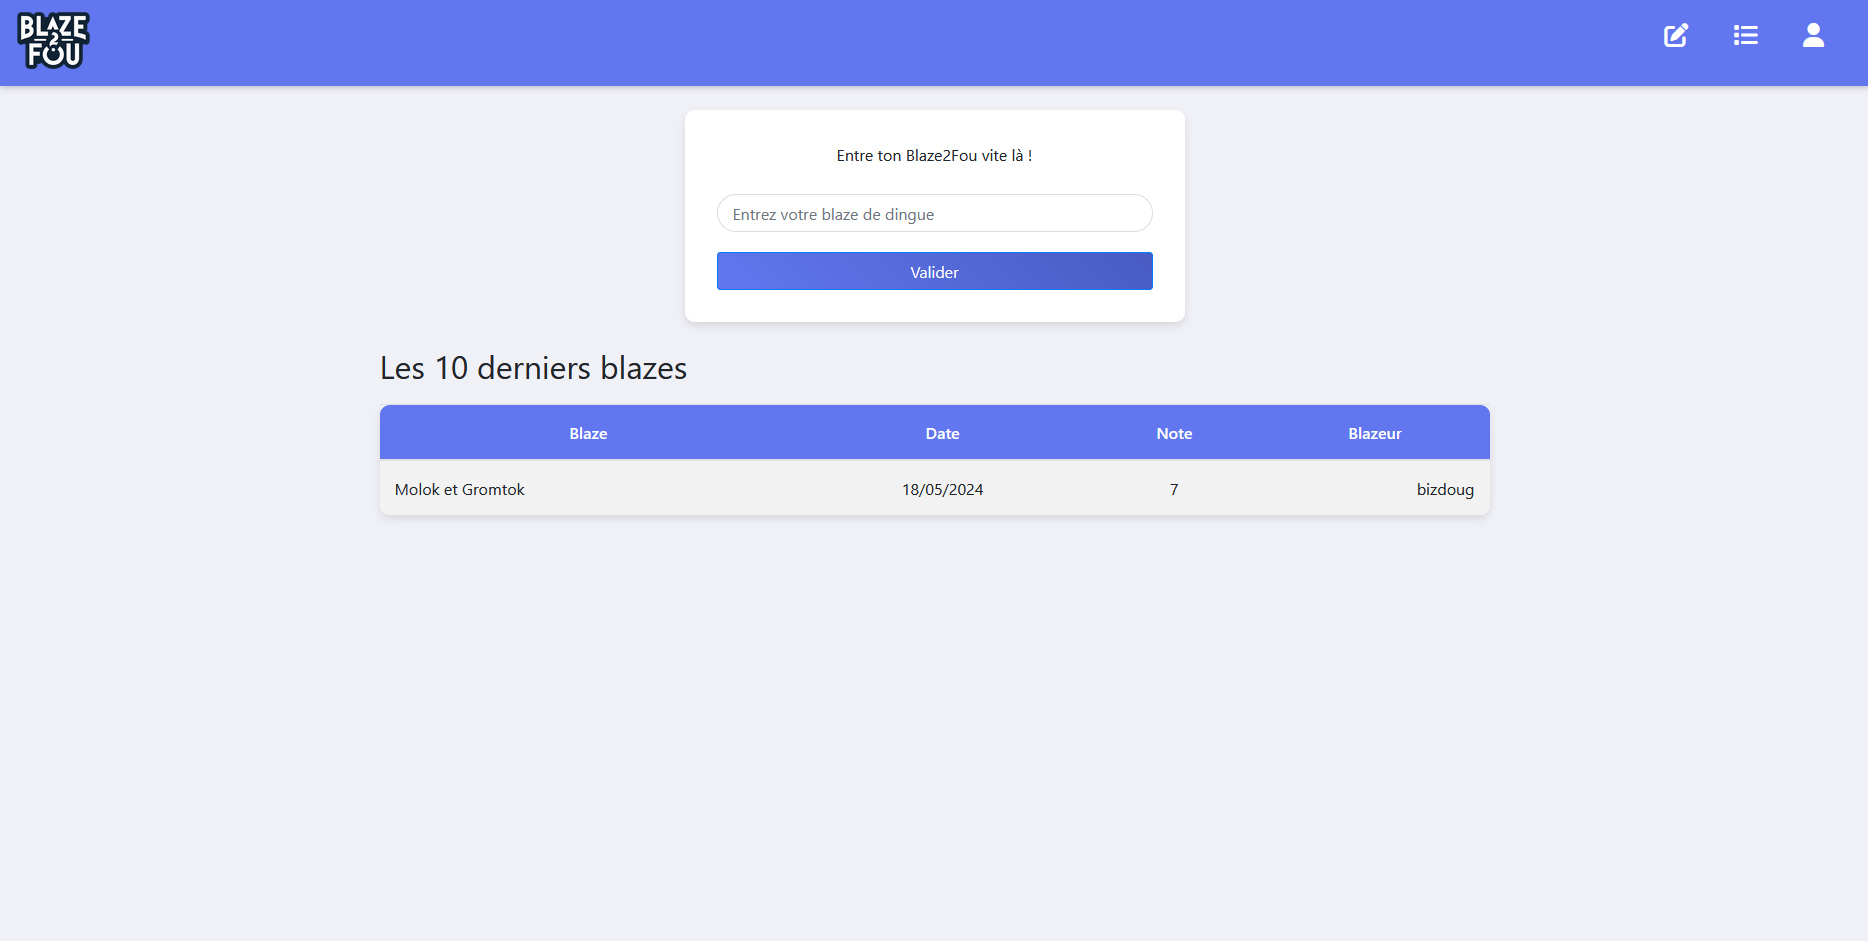 BLAZE
2
FOU
Entre ton Blaze2Fou vite là !
Entrez votre blaze de dingue
Valider
Les 10 derniers blazes
Blaze Date Note Blazeur
Molok et Gromtok 18/05/2024 7 bizdoug